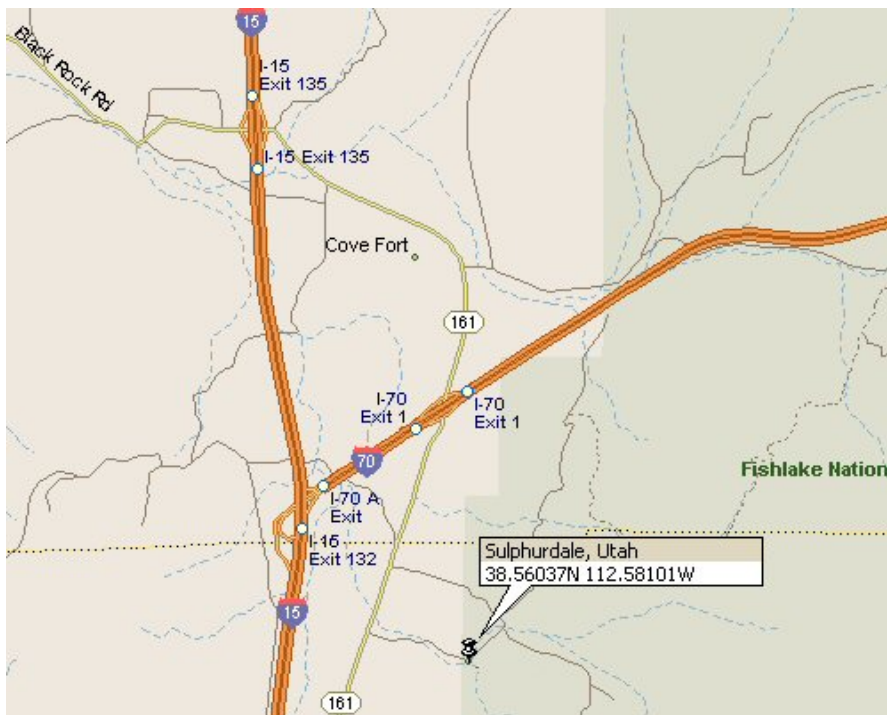 15
Black Rock Rd
I-15
Exit 135
I-15 Exit 135
Cove Fort
161
I-70
Exit 1
I-70
Exit 1
70
Fishlake Nation
I-70 A
Exit
I-15
Exit 132
Sulphurdale, Utah
38.56037N 112.58101W
15
161